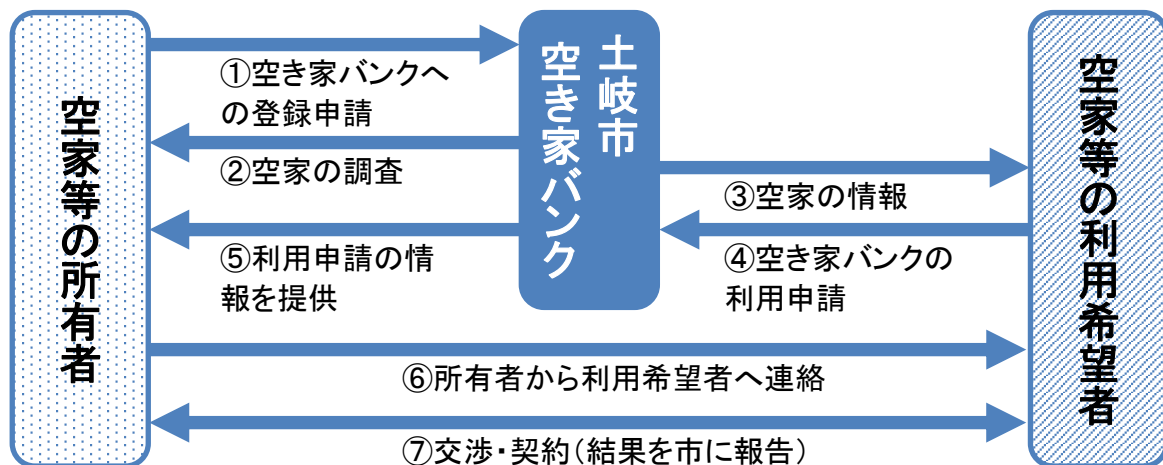 空家等の所有者
①空き家バンクへ
の登録申請
②空家の調査
⑤利用申請の情
報を提供
土岐市
空き家バンク
③空家の情報
④空き家バンクの
利用申請
空家等の利用希望者
⑥所有者から利用希望者へ連絡
⑦交渉・契約(結果を市に報告)